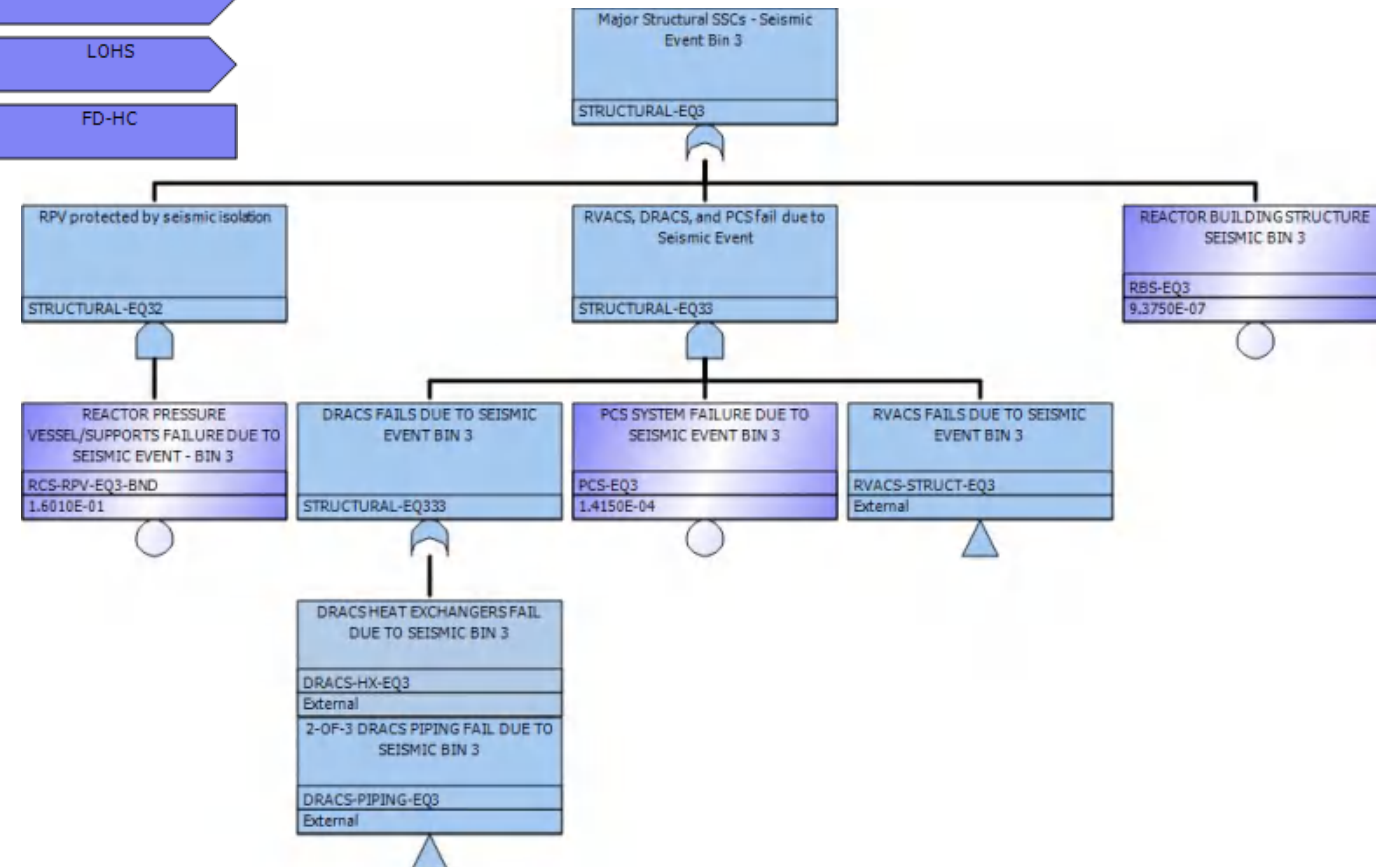 LOHS
FD-HC
Major Structural SSCs - Seismic
Event Bin 3
STRUCTURAL-EQ3
RPV protected by seismic isolation
STRUCTURAL-EQ32
RVACS, DRACS, and PCS fail due to
Seismic Event
STRUCTURAL-EQ33
REACTOR BUILDING STRUCTURE
SEISMIC BIN 3
RBS-EQ3
9.3750E-07
REACTOR PRESSURE
VESSEL/SUPPORTS FAILURE DUE TO
SEISMIC EVENT - BIN 3
RCS-RPV-EQ3-BND
1.6010E-01
DRACS FAILS DUE TO SEISMIC
EVENT BIN 3
STRUCTURAL-EQ333
PCS SYSTEM FAILURE DUE TO
SEISMIC EVENT BIN 3
PCS-EQ3
1.4150E-04
RVACS FAILS DUE TO SEISMIC
EVENT BIN 3
RVACS-STRUCT-EQ3
External
DRACS HEAT EXCHANGERS FAIL
DUE TO SEISMIC BIN 3
DRACS-HX-EQ3
External
2-OF-3 DRACS PIPING FAIL DUE TO
SEISMIC BIN 3
DRACS-PIPING-EQ3
External